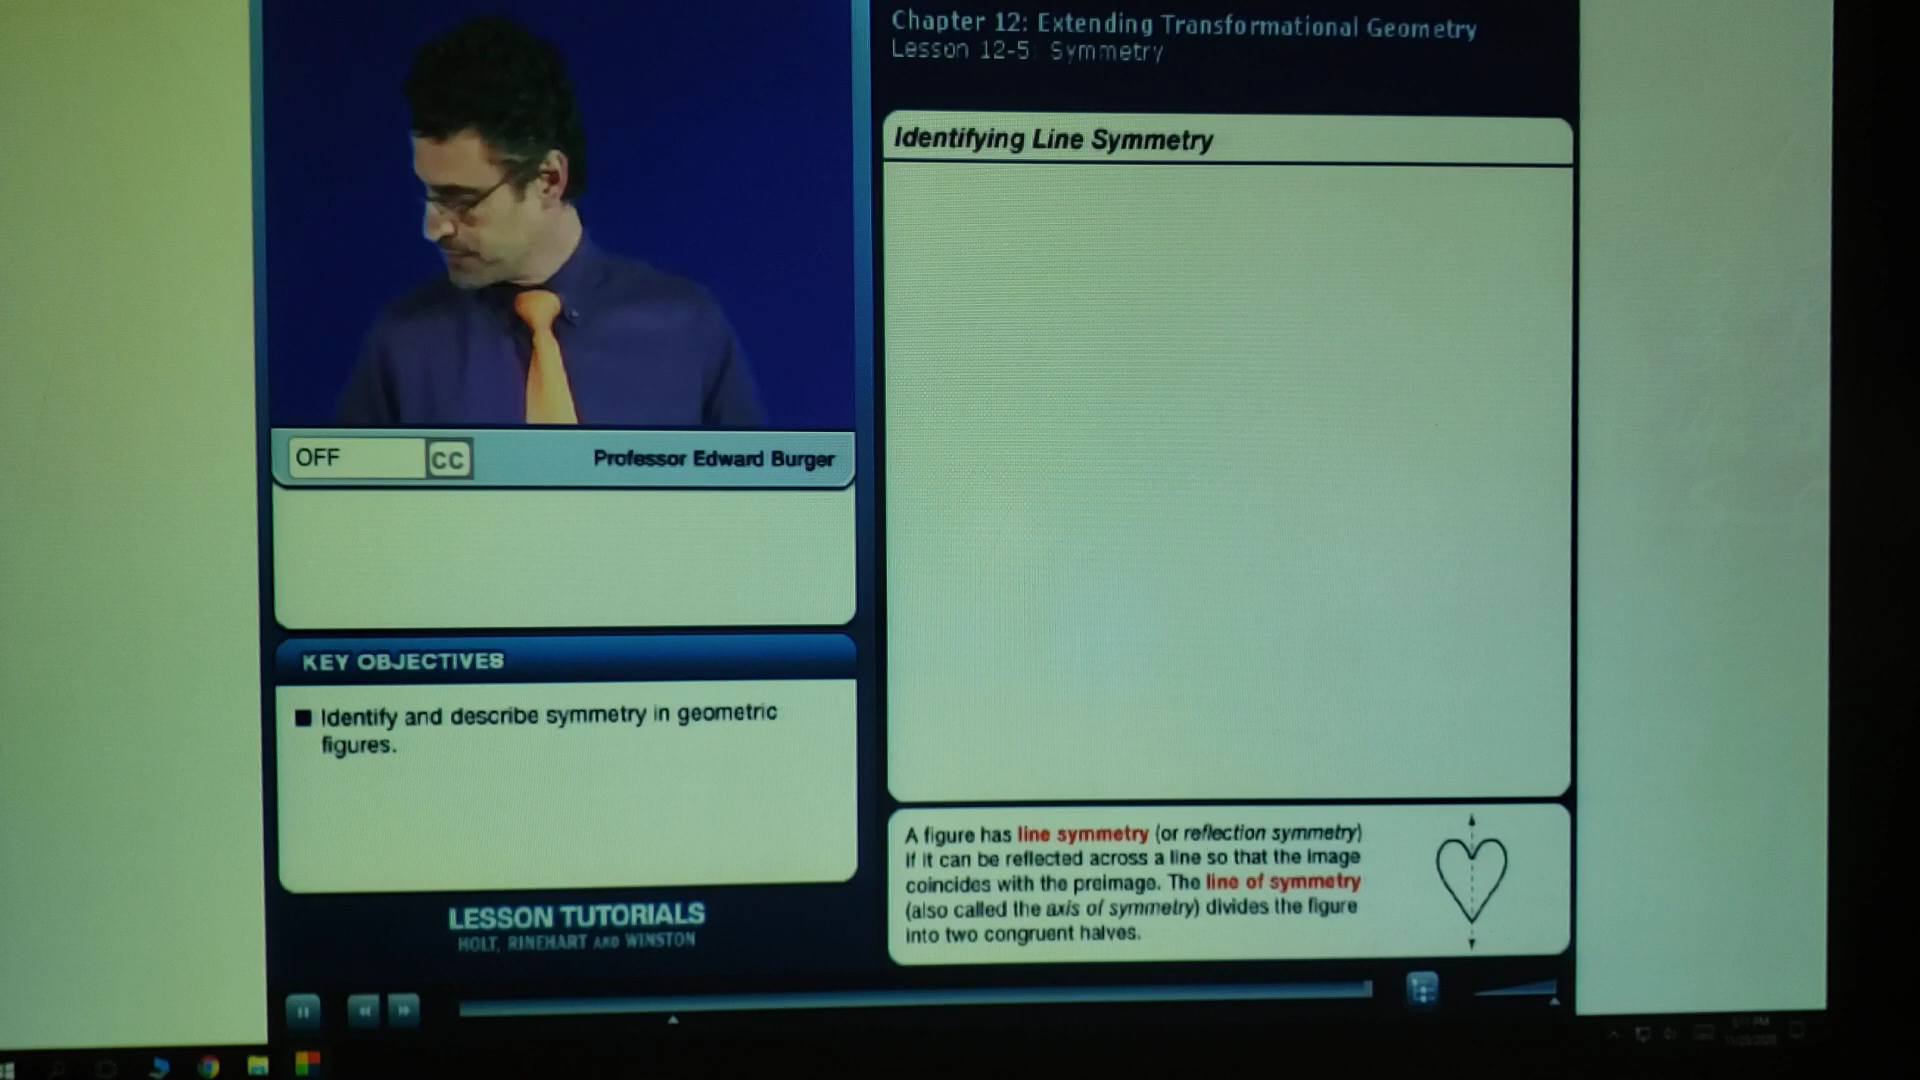 Chapter 12: Extending Transformational Geometry
Lesson 12-5: Symmetry
Identifying Line Symmetry
OFF
CC
Professor Edward Burger
KEY OBJECTIVES
Identify and describe symmetry in geometric
figures.
LESSON TUTORIALS
HOLT, RINEHART AND WINSTON
A figure has line symmetry (or reflection symmetry)
if it can be reflected across a line so that the image
coincides with the preimage. The line of symmetry
(also called the axis of symmetry) divides the figure
into two congruent halves.